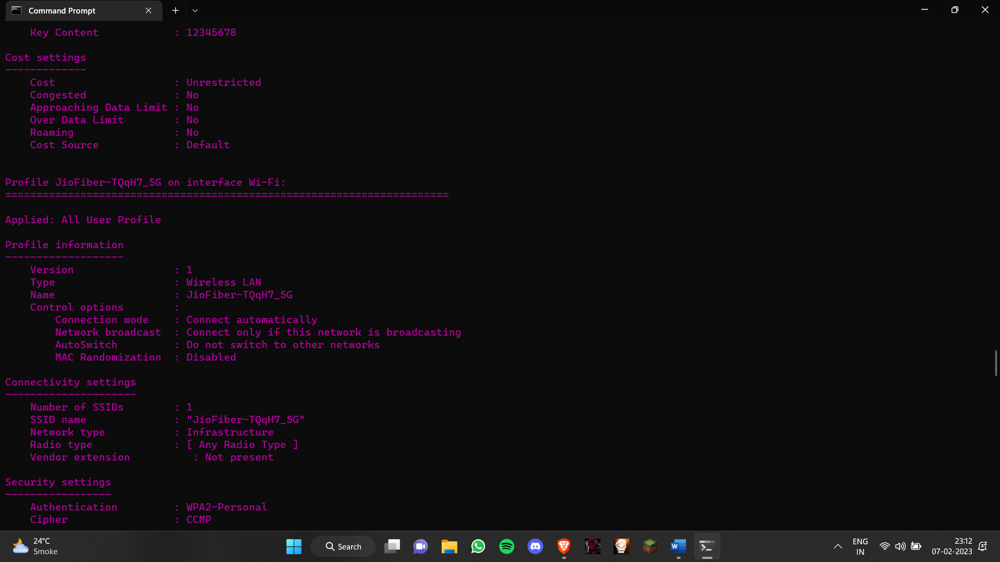 Command Prompt
Key Content : 12345678
Cost settings
-------------
Cost : Unrestricted
Congested : No
Approaching Data Limit : No
Over Data Limit : No
Roaming : No
Cost Source : Default
Profile JioFiber-TQqH7_5G on interface Wi-Fi:
=======================================================================
Applied: All User Profile
Profile information
-------------------
Version : 1
Type : Wireless LAN
Name : JioFiber-TQqH7_5G
Control options :
Connection mode : Connect automatically
Network broadcast : Connect only if this network is broadcasting
AutoSwitch : Do not switch to other networks
MAC Randomization : Disabled
Connectivity settings
---------------------
Number of SSIDs : 1
SSID name : "JioFiber-TQqH7_5G"
Network type : Infrastructure
Radio type : [ Any Radio Type ]
Vendor extension : Not present
Security settings
-----------------
Authentication : WPA2-Personal
Cipher : CCMP
24°C
Smoke
Search
ENG
IN
23:12
07-02-2023